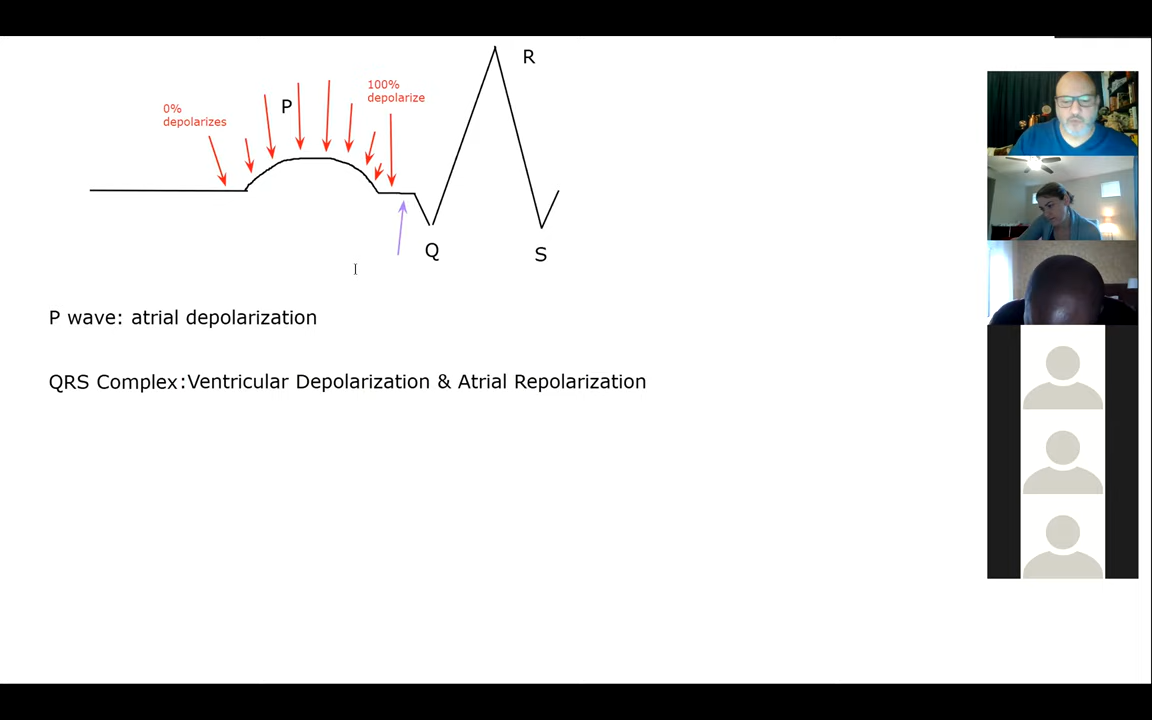 R
100%
depolarize
P
0%
depolarizes
Q
S
P wave: atrial depolarization
QRS Complex:Ventricular Depolarization & Atrial Repolarization